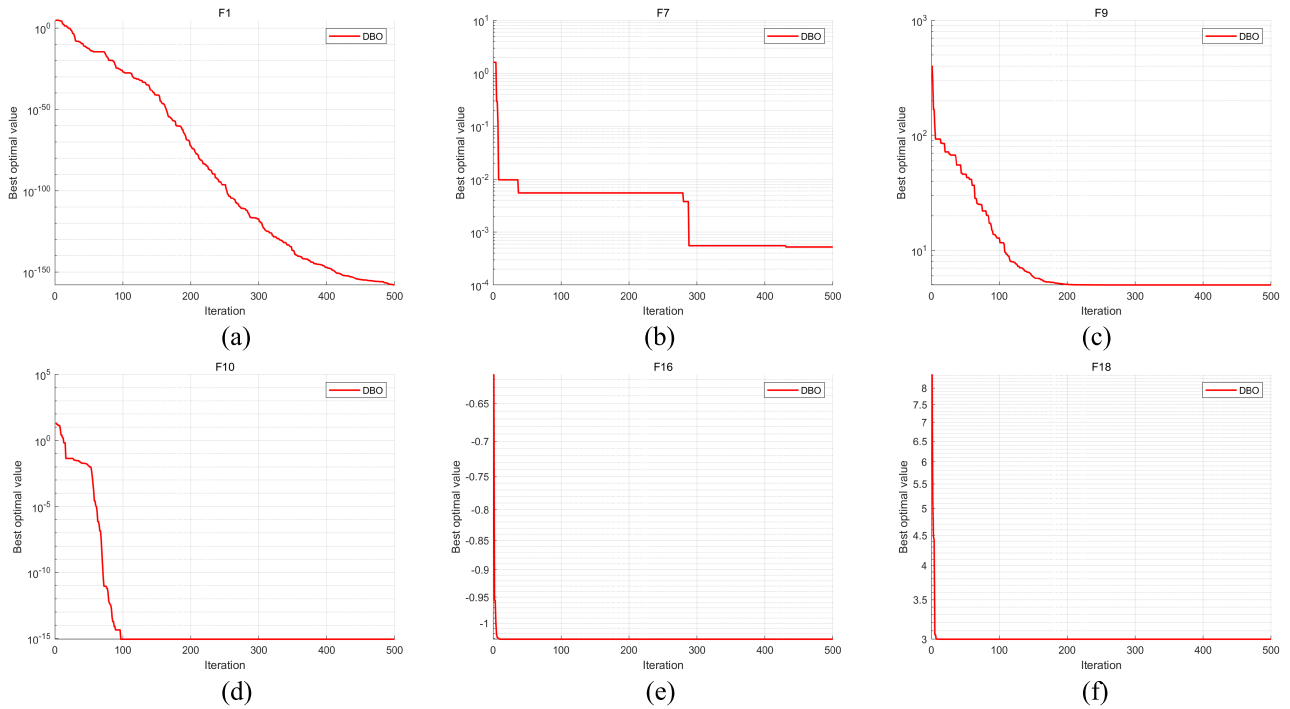 F1
DBO
Best optimal value
10^0
10^-50
10^-100
10^-150
0 100 200 300 400 500
Iteration
(a)
F7
DBO
Best optimal value
10^1
10^0
10^-1
10^-2
10^-3
10^-4
0 100 200 300 400 500
Iteration
(b)
F9
DBO
Best optimal value
10^3
10^2
10^1
0 100 200 300 400 500
Iteration
(c)
F10
DBO
Best optimal value
10^5
10^0
10^-5
10^-10
10^-15
0 100 200 300 400 500
Iteration
(d)
F16
DBO
Best optimal value
-0.65
-0.7
-0.75
-0.8
-0.85
-0.9
-0.95
-1
0 100 200 300 400 500
Iteration
(e)
F18
DBO
Best optimal value
8
7.5
7
6.5
6
5.5
5
4.5
4
3.5
3
0 100 200 300 400 500
Iteration
(f)